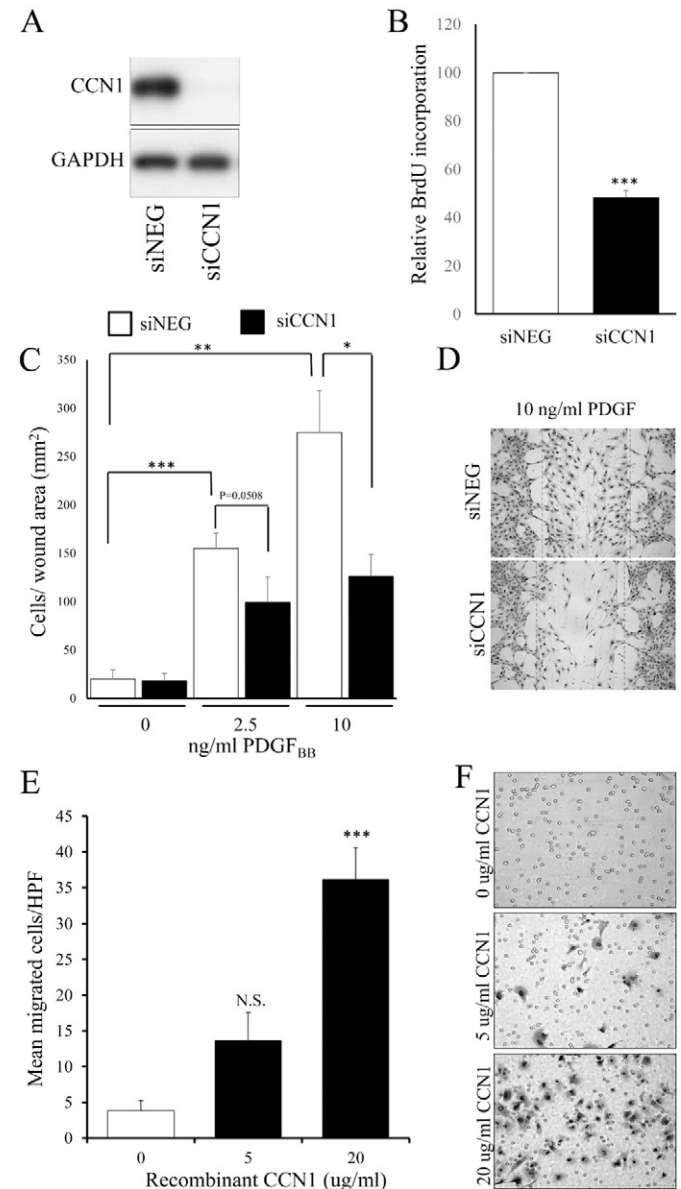 A
CCN1
GAPDH
siNEG
siCCN1
B
Relative BrdU incorporation
120
100
80
60
40
20
0
***
siNEG
siCCN1
siNEG
siCCN1
C
Cells/ wound area (mm²)
350
300
250
200
150
100
50
0
**
*
***
P=0.0508
0
2.5
10
ng/ml PDGF_BB
D
10 ng/ml PDGF
siNEG
siCCN1
E
Mean migrated cells/HPF
45
40
35
30
25
20
15
10
5
0
N.S.
***
0
5
20
Recombinant CCN1 (ug/ml)
F
0 ug/ml CCN1
5 ug/ml CCN1
20 ug/ml CCN1